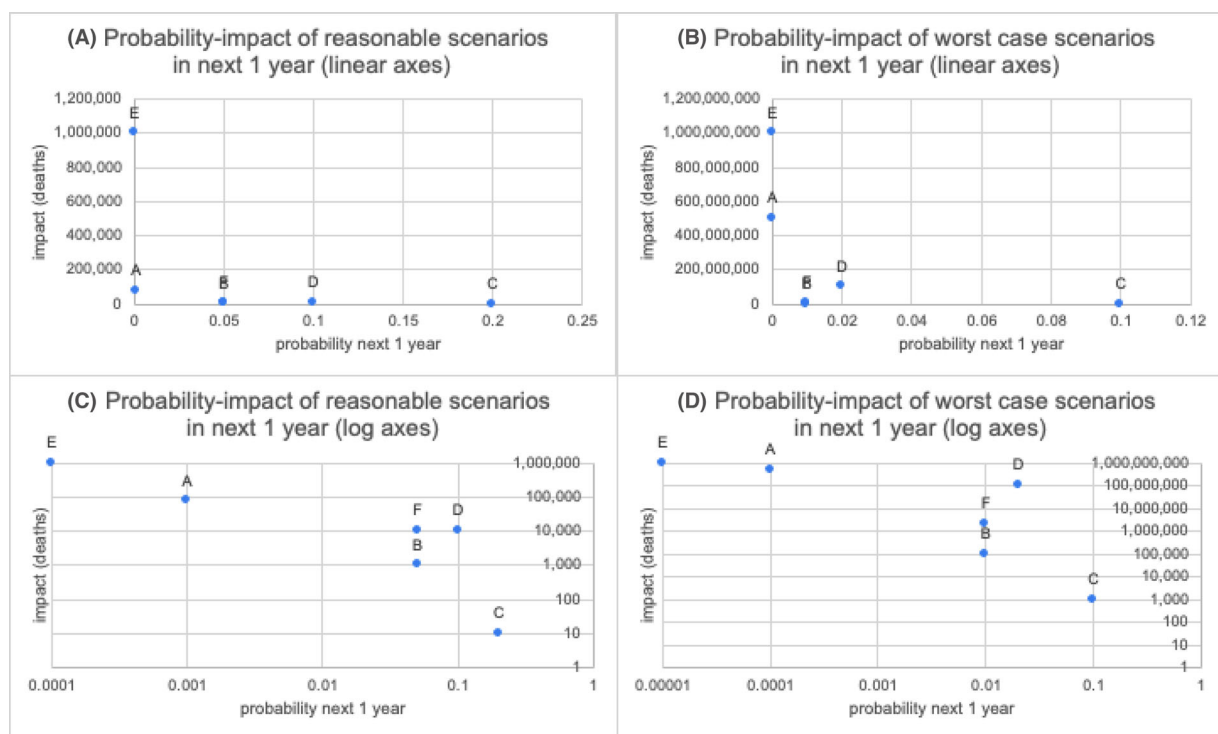 (A) Probability-impact of reasonable scenarios
in next 1 year (linear axes)
1,200,000
E
1,000,000
800,000
600,000
400,000
200,000
A
F
B
D
C
0
0
0.05
0.1
0.15
0.2
0.25
impact (deaths)
probability next 1 year
(B) Probability-impact of worst case scenarios
in next 1 year (linear axes)
1,200,000,000
E
1,000,000,000
800,000,000
600,000,000
A
400,000,000
200,000,000
D
F
B
C
0
0
0.02
0.04
0.06
0.08
0.1
0.12
impact (deaths)
probability next 1 year
(C) Probability-impact of reasonable scenarios
in next 1 year (log axes)
E
1,000,000
A
100,000
F
D
10,000
B
1,000
100
C
10
1
0.0001
0.001
0.01
0.1
1
impact (deaths)
probability next 1 year
(D) Probability-impact of worst case scenarios
in next 1 year (log axes)
E
A
D
1,000,000,000
100,000,000
F
10,000,000
B
1,000,000
100,000
C
10,000
1,000
100
10
1
0.00001
0.0001
0.001
0.01
0.1
1
impact (deaths)
probability next 1 year